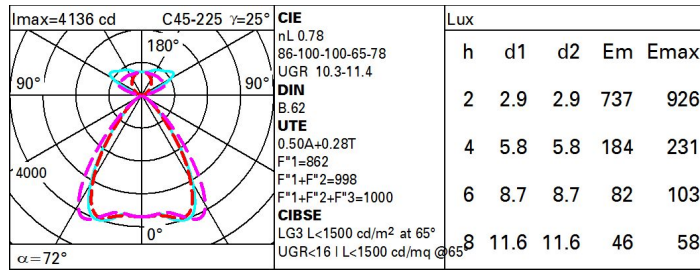 Imax=4136 cd C45-225 γ=25°
180°
90° 90°
4000
0°
α=72°
CIE
nL 0.78
86-100-100-65-78
UGR 10.3-11.4
DIN
B.62
UTE
0.50A+0.28T
F"1=862
F"1+F"2=998
F"1+F"2+F"3=1000
CIBSE
LG3 L<1500 cd/m² at 65°
UGR<16 | L<1500 cd/mq @65°
Lux
h d1 d2 Em Emax
2 2.9 2.9 737 926
4 5.8 5.8 184 231
6 8.7 8.7 82 103
8 11.6 11.6 46 58